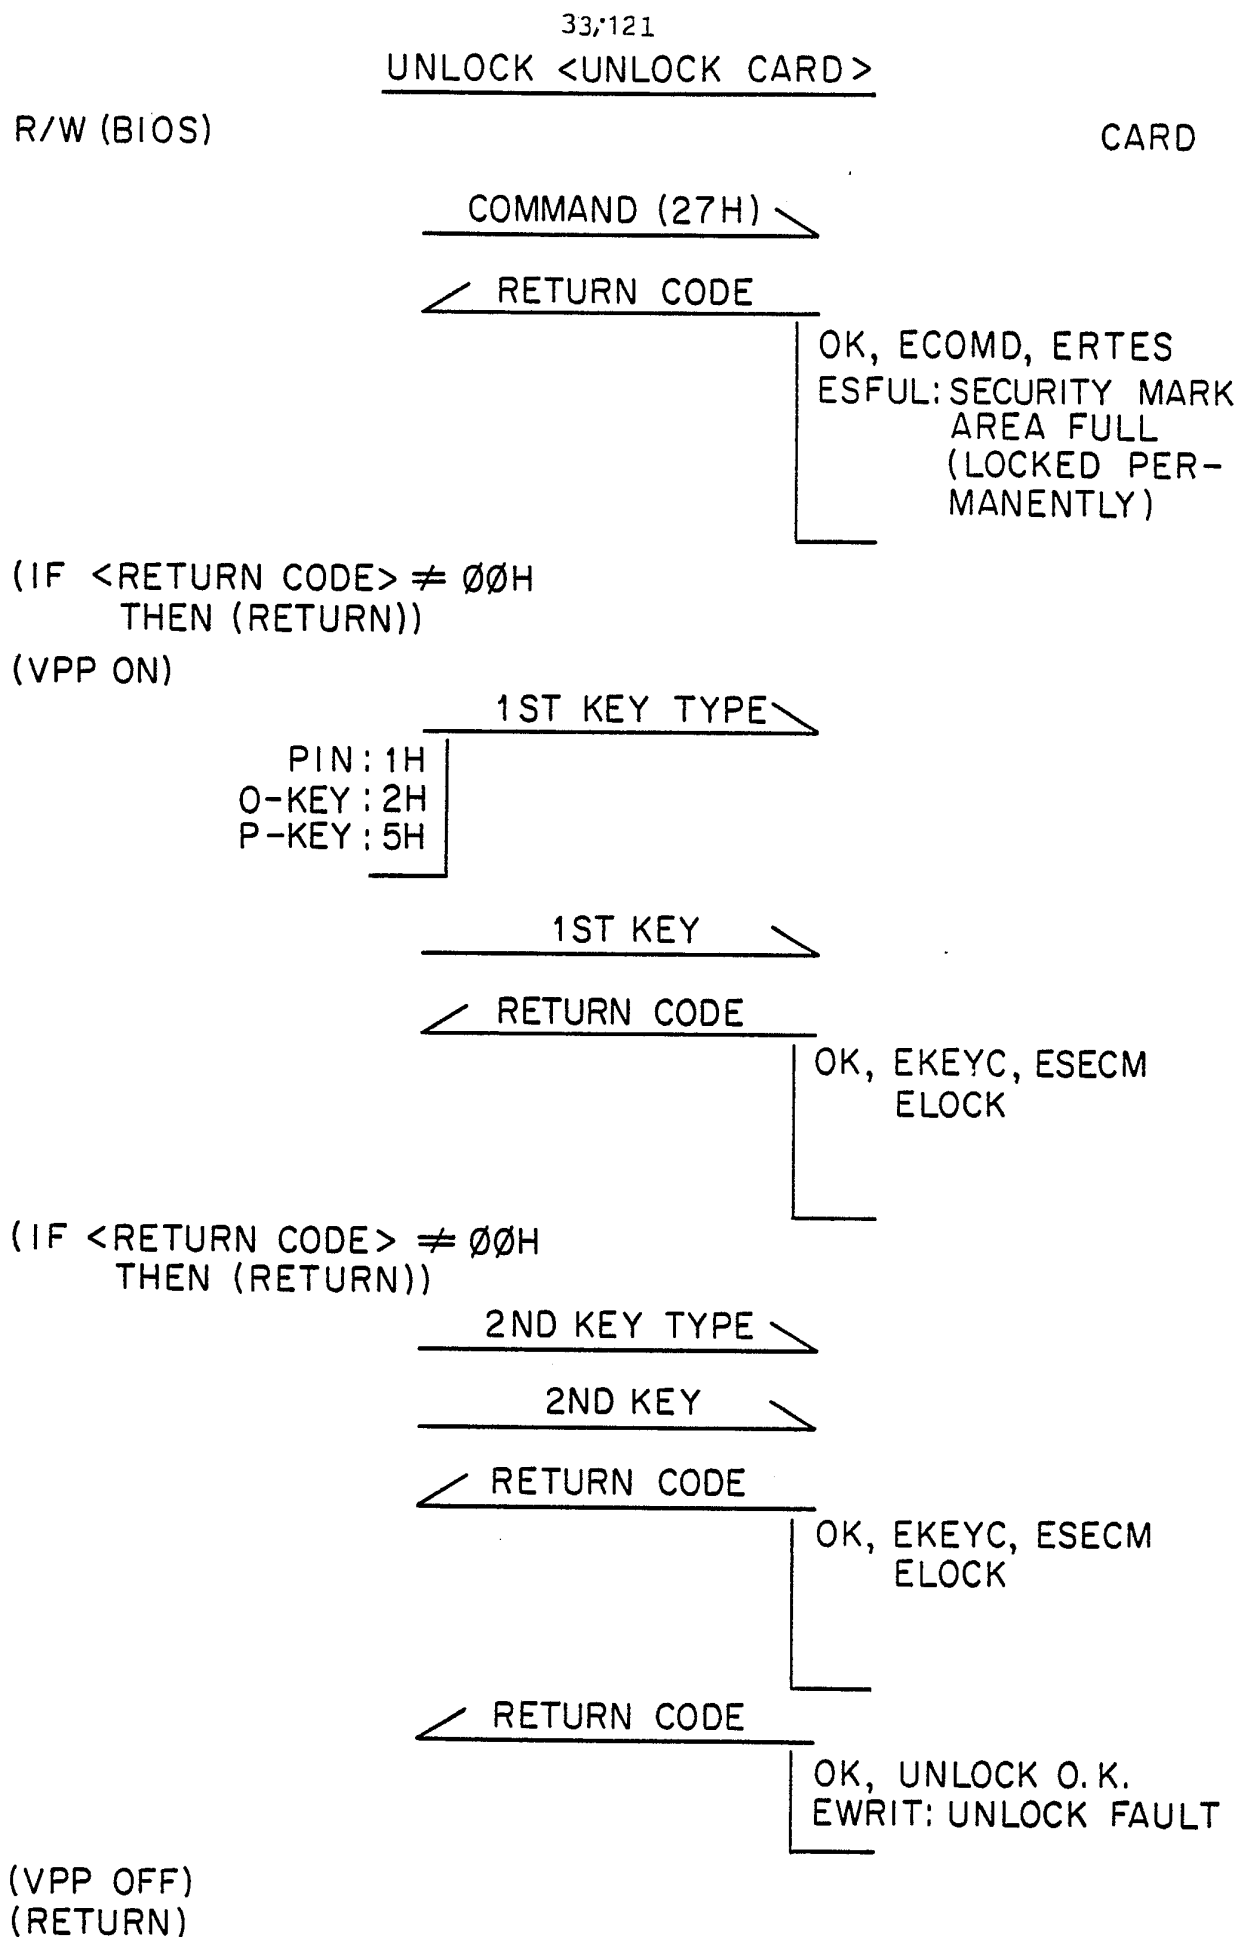 33/121
UNLOCK <UNLOCK CARD>
R/W (BIOS)
CARD
COMMAND (27H)
RETURN CODE
OK, ECOMD, ERTES
ESFUL: SECURITY MARK
AREA FULL
(LOCKED PER-
MANENTLY)
(IF <RETURN CODE> ≠ ØØH
THEN (RETURN))
(VPP ON)
1ST KEY TYPE
PIN: 1H
O-KEY: 2H
P-KEY: 5H
1ST KEY
RETURN CODE
OK, EKEYC, ESECM
ELOCK
(IF <RETURN CODE> ≠ ØØH
THEN (RETURN))
2ND KEY TYPE
2ND KEY
RETURN CODE
OK, EKEYC, ESECM
ELOCK
RETURN CODE
OK, UNLOCK O.K.
EWRIT: UNLOCK FAULT
(VPP OFF)
(RETURN)